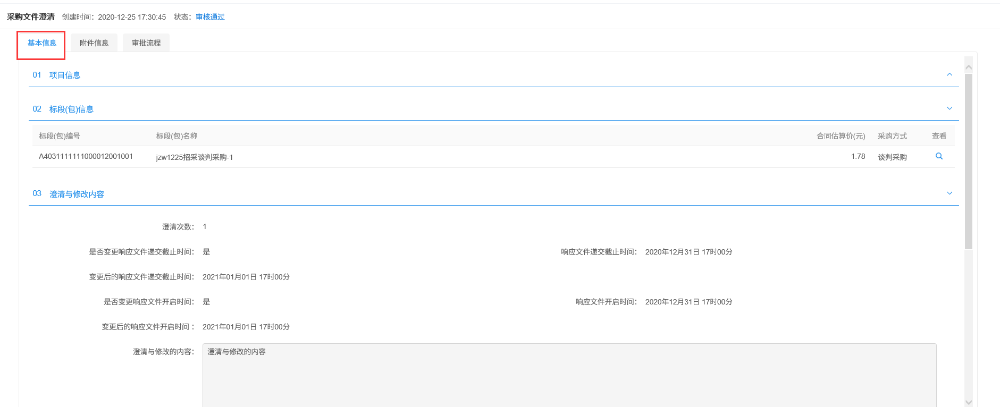 采购文件澄清 创建时间：2020-12-25 17:30:45 状态：审核通过
基本信息 附件信息 审批流程
01 项目信息
02 标段(包)信息
标段(包)编号 标段(包)名称 合同估算价(元) 采购方式 查看
A4031111111000012001001 jzw1225招采谈判采购-1 1.78 谈判采购
03 澄清与修改内容
澄清次数： 1
是否变更响应文件递交截止时间： 是 响应文件递交截止时间： 2020年12月31日 17时00分
变更后的响应文件递交截止时间： 2021年01月01日 17时00分
是否变更响应文件开启时间： 是 响应文件开启时间： 2020年12月31日 17时00分
变更后的响应文件开启时间 ： 2021年01月01日 17时00分
澄清与修改的内容： 澄清与修改的内容